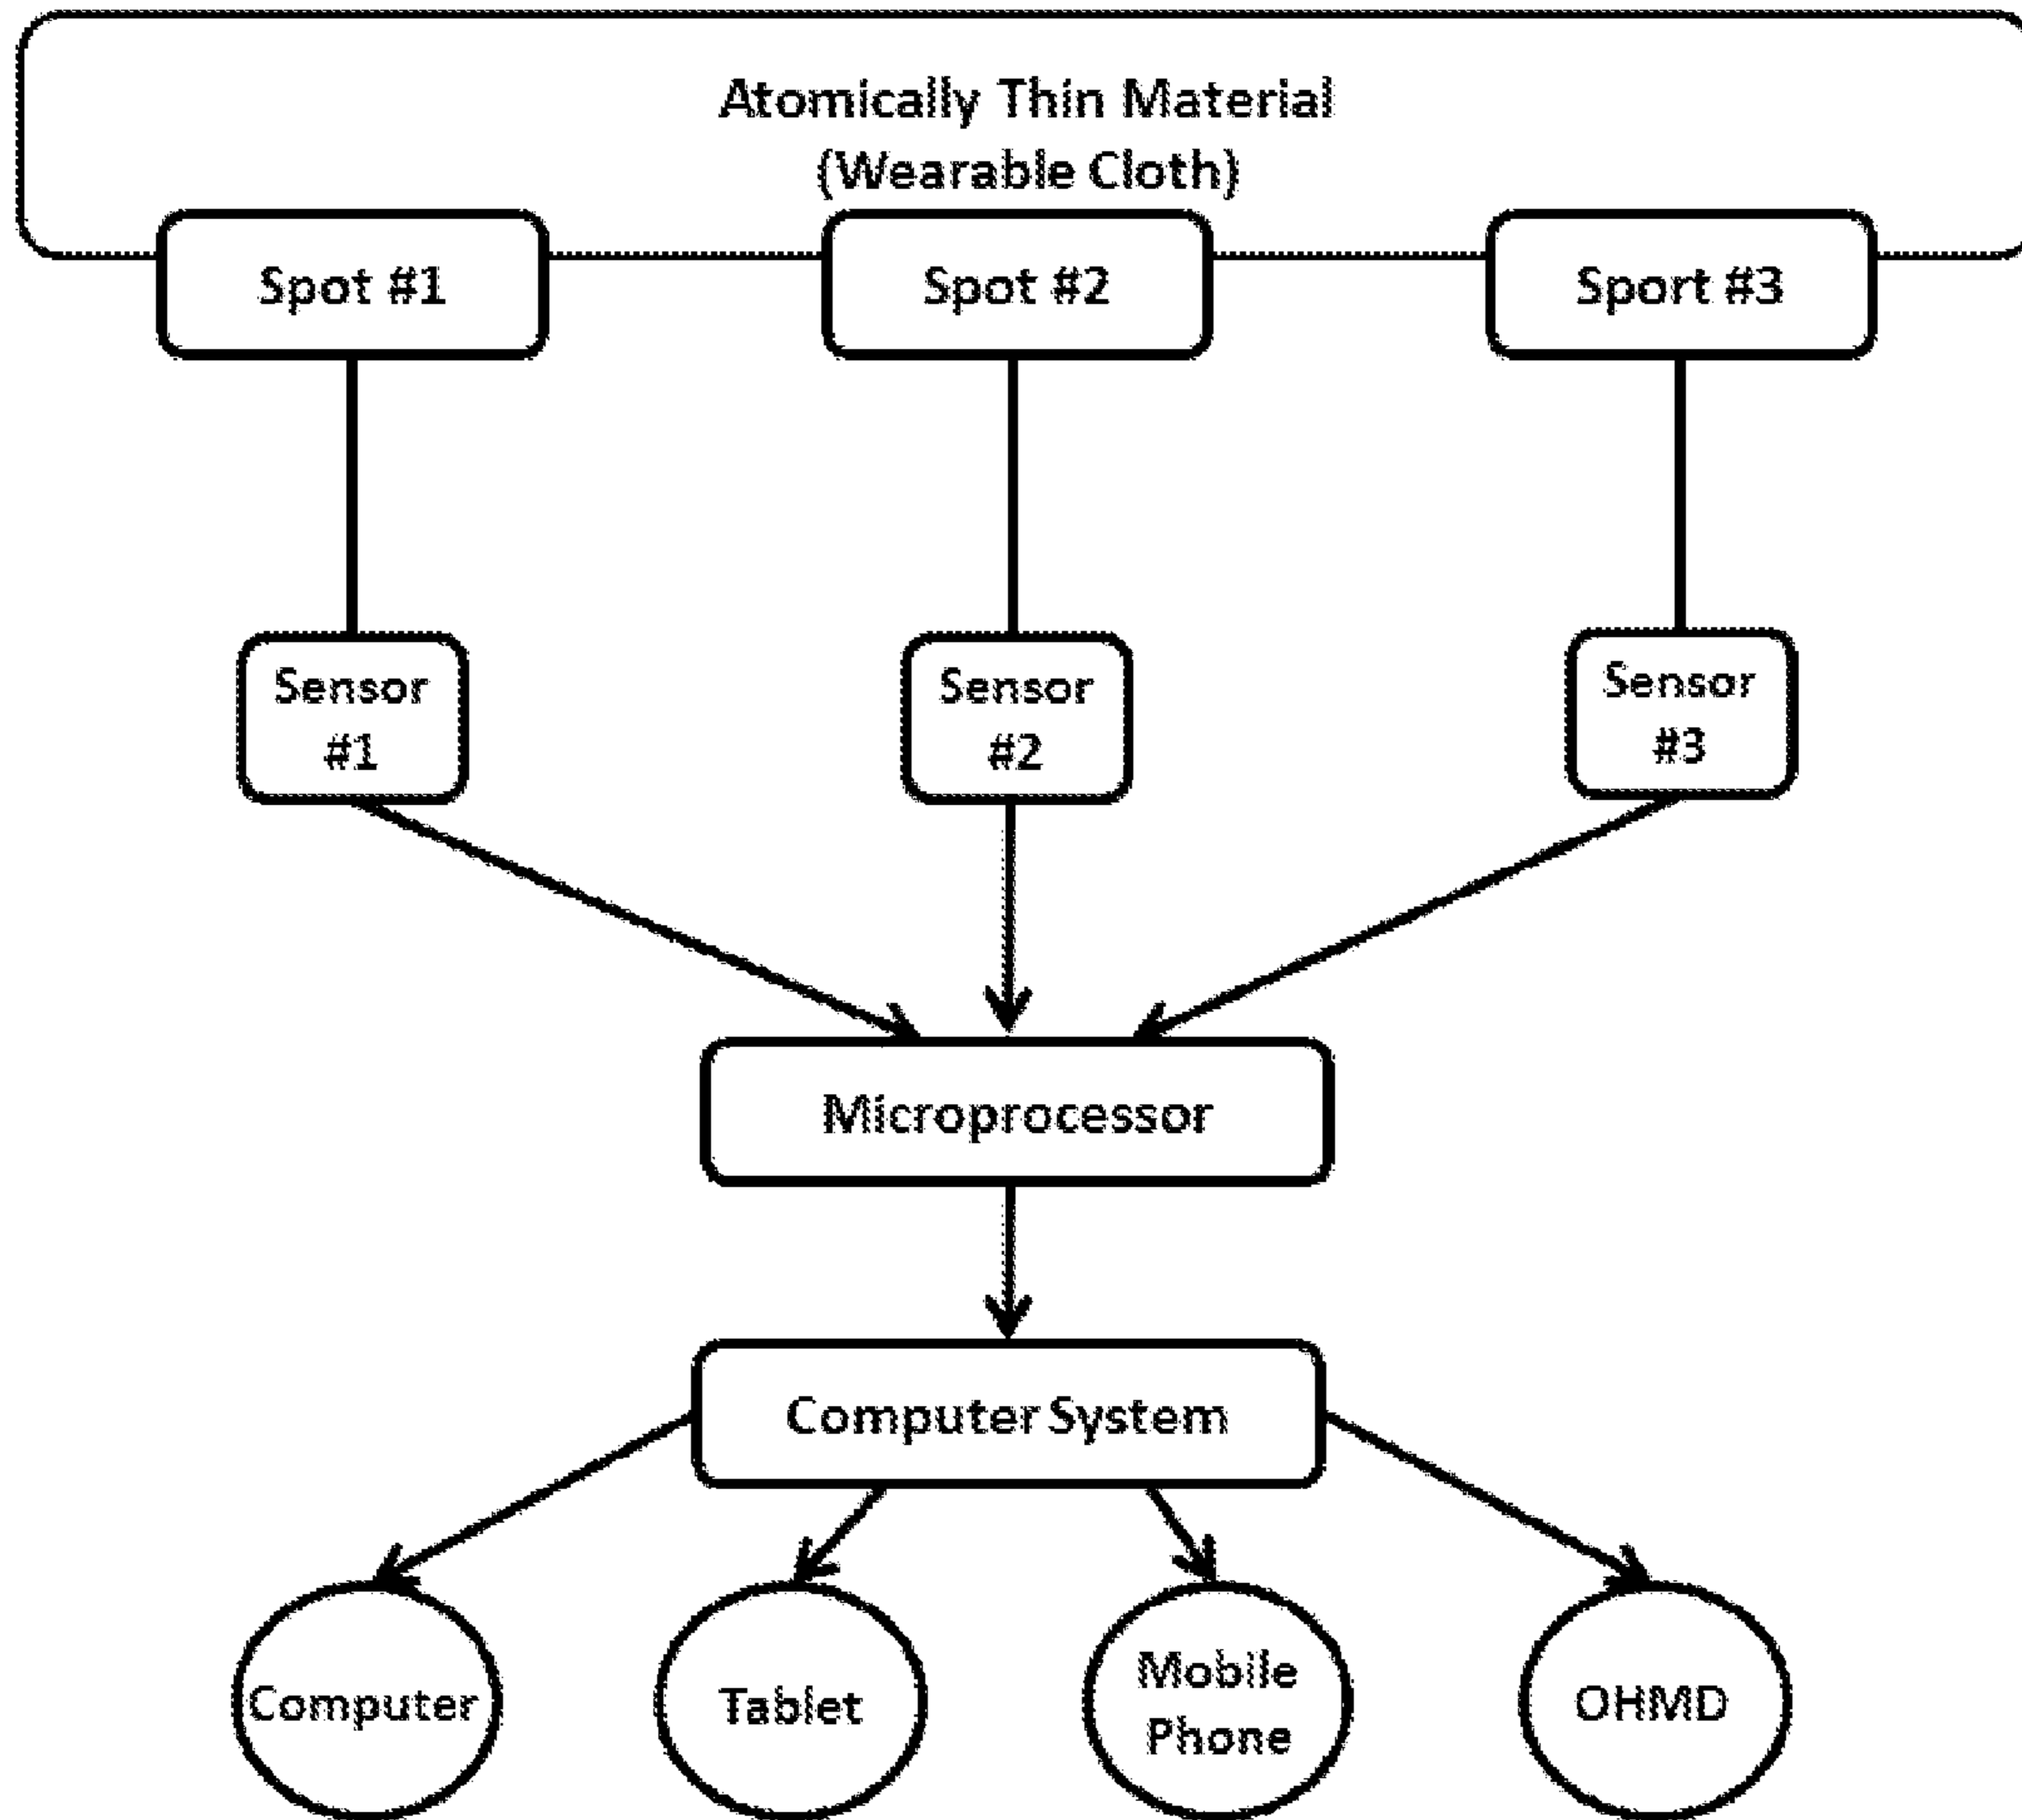 Atomically Thin Material
(Wearable Cloth)
Spot #1
Spot #2
Sport #3
Sensor
#1
Sensor
#2
Sensor
#3
Microprocessor
Computer System
Computer
Tablet
Mobile
Phone
OHMD